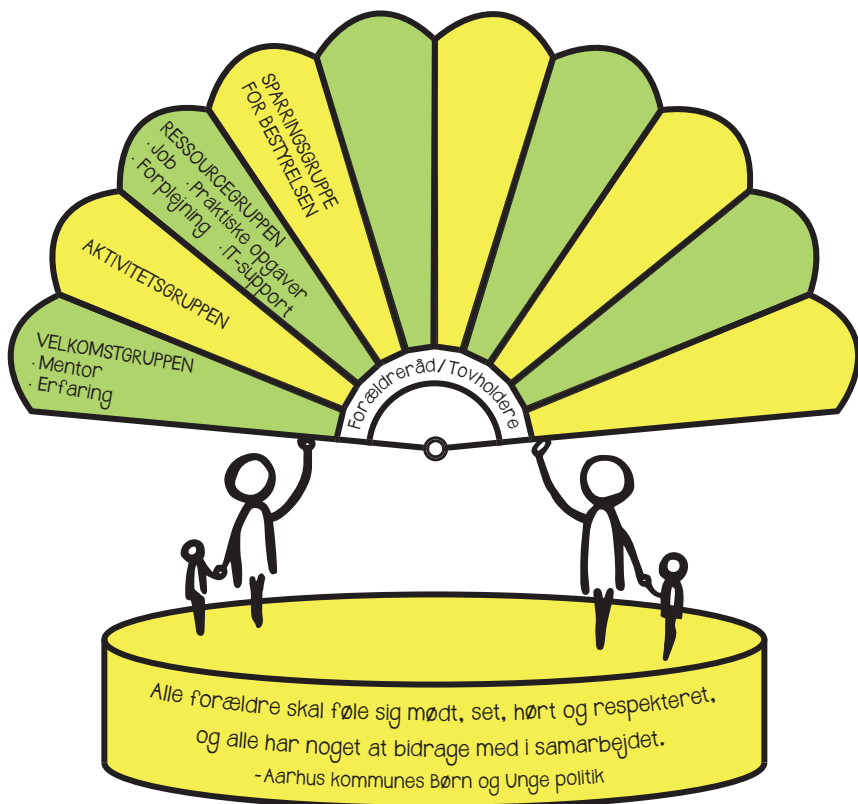 VELKOMSTGRUPPEN
· Mentor
· Erfaring
AKTIVITETSGRUPPEN
RESSOURCEGRUPPEN
· Job · Praktiske opgaver
· Forplejning · IT-support
SPARRINGSGRUPPE
FOR BESTYRELSEN
Forældreråd/Tovholdere
Alle forældre skal føle sig mødt, set, hørt og respekteret,
og alle har noget at bidrage med i samarbejdet.
-Aarhus kommunes Børn og Unge politik